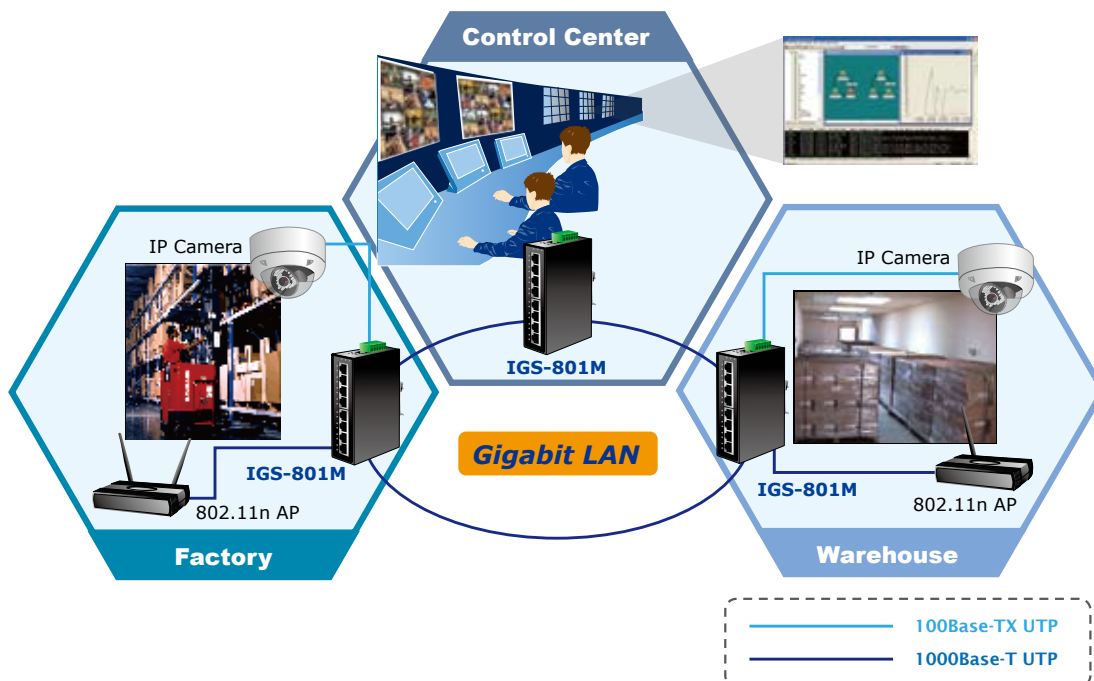 Control Center
IP Camera
IP Camera
IGS-801M
Gigabit LAN
IGS-801M
IGS-801M
802.11n AP
802.11n AP
Factory
Warehouse
100Base-TX UTP
1000Base-T UTP